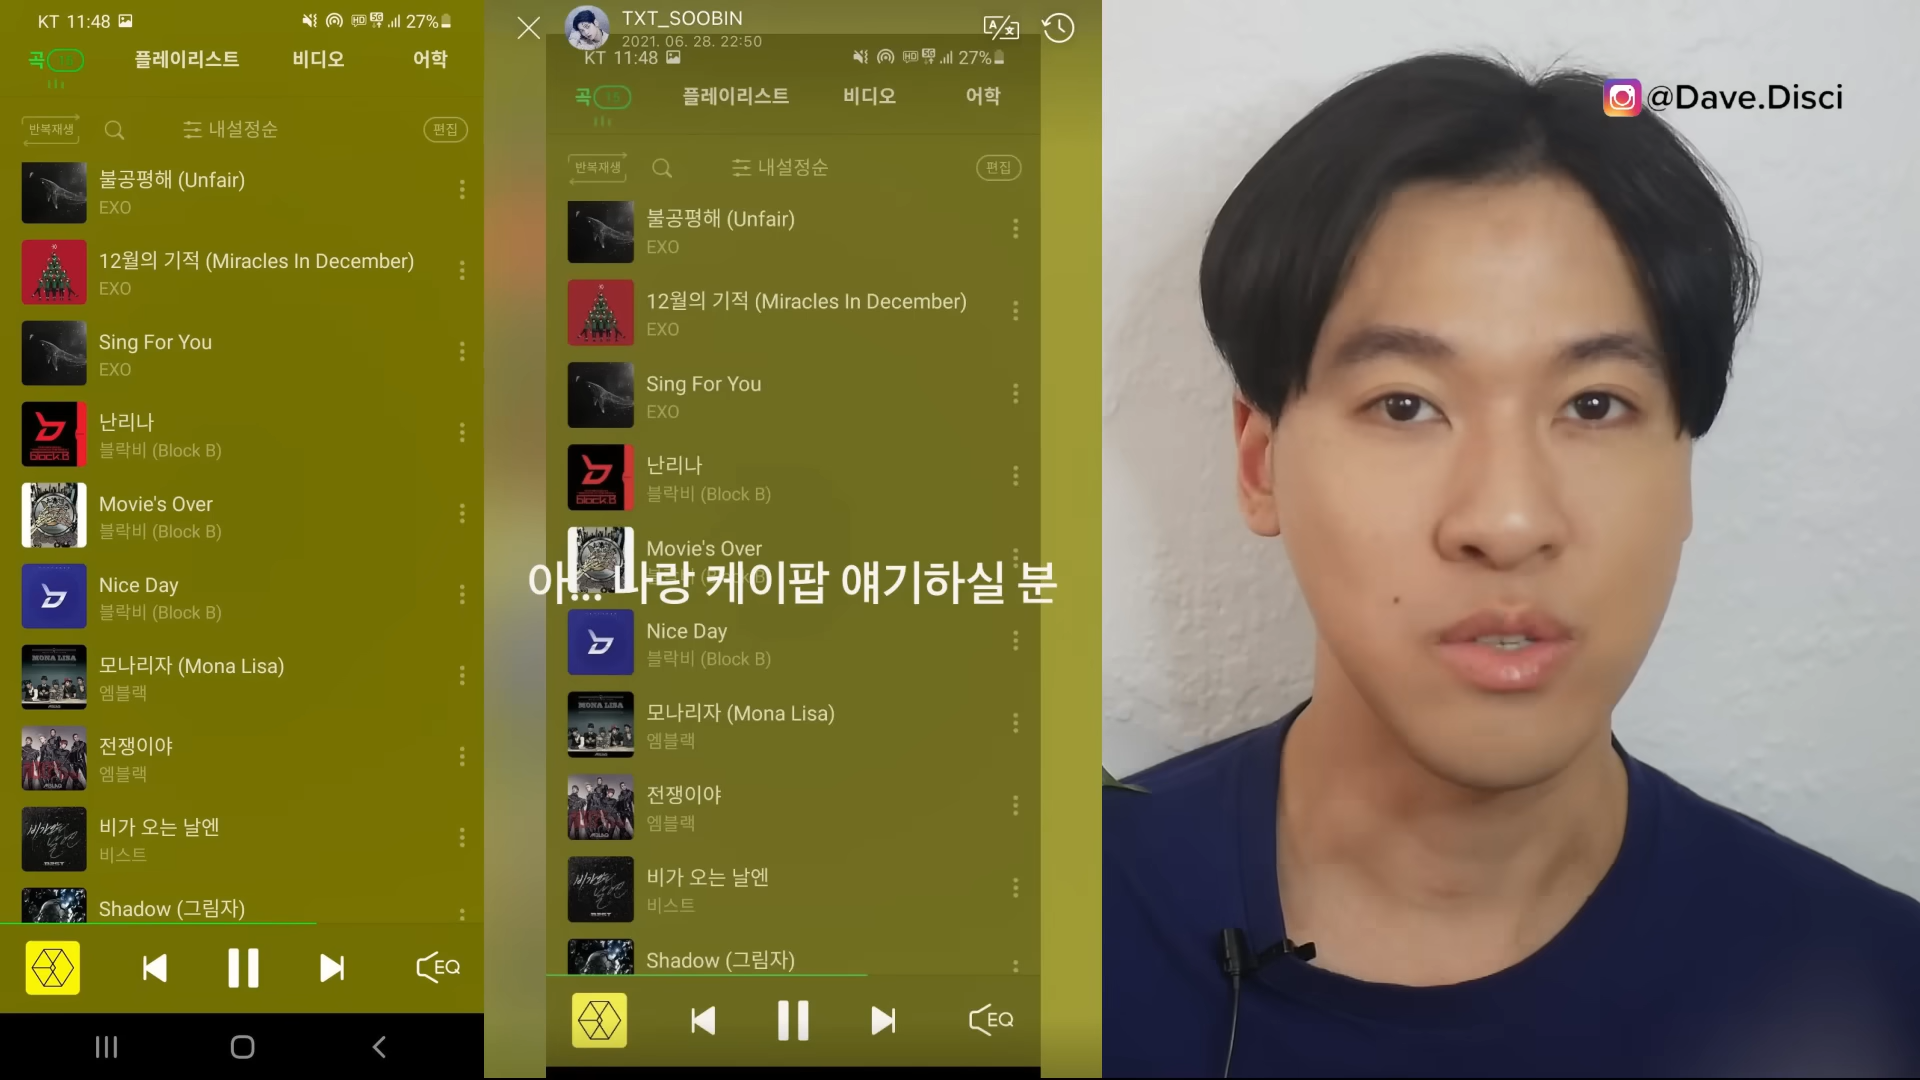 KT 11:48
27%
곡 15
플레이리스트
비디오
어학
반복재생
내설정순
편집
불공평해 (Unfair)
EXO
12월의 기적 (Miracles In December)
EXO
Sing For You
EXO
난리나
블락비 (Block B)
Movie's Over
블락비 (Block B)
Nice Day
블락비 (Block B)
모나리자 (Mona Lisa)
엠블랙
전쟁이야
엠블랙
비가 오는 날엔
비스트
Shadow (그림자)
EQ
TXT_SOOBIN
2021. 06. 28. 22:50
KT 11:48
HD 5G 27%
곡 15
플레이리스트
비디오
어학
반복재생
내설정순
편집
불공평해 (Unfair)
EXO
12월의 기적 (Miracles In December)
EXO
Sing For You
EXO
난리나
블락비 (Block B)
Movie's Over
아... 나랑 케이팝 얘기하실 분
Nice Day
블락비 (Block B)
모나리자 (Mona Lisa)
엠블랙
전쟁이야
엠블랙
비가 오는 날엔
비스트
Shadow (그림자)
EQ
@Dave.Disci